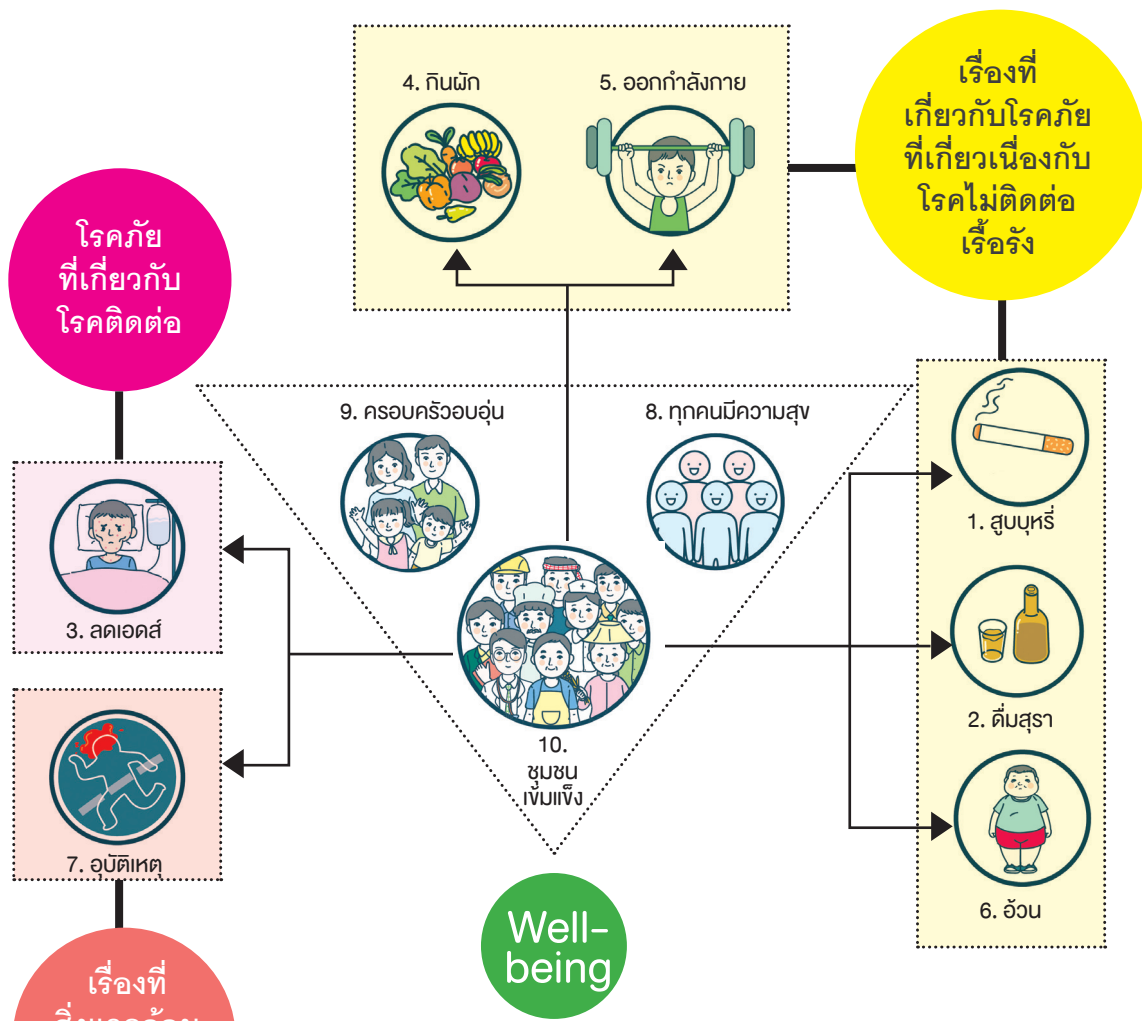 4. กินผัก
5. ออกกำลังกาย
เรื่องที่
เกี่ยวกับโรคภัย
ที่เกี่ยวเนื่องกับ
โรคไม่ติดต่อ
เรื้อรัง
โรคภัย
ที่เกี่ยวกับ
โรคติดต่อ
9. ครอบครัวอบอุ่น
8. ทุกคนมีความสุข
1. สูบบุหรี่
3. ลดเอดส์
2. ดื่มสุรา
10.
ชุมชน
เข้มแข็ง
7. อุบัติเหตุ
6. อ้วน
Well-
being
เรื่องที่